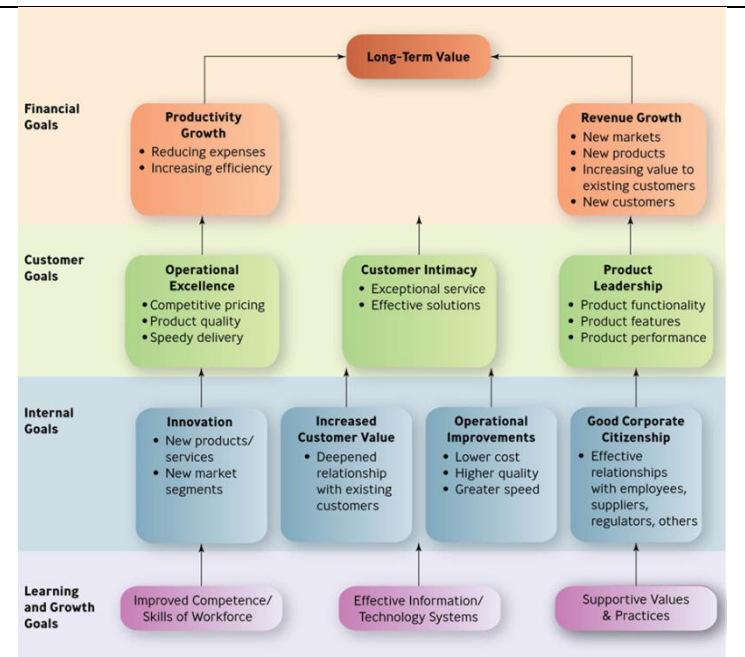 Long-Term Value
Financial
Goals
Productivity
Growth
• Reducing expenses
• Increasing efficiency
Revenue Growth
• New markets
• New products
• Increasing value to
existing customers
• New customers
Customer
Goals
Operational
Excellence
• Competitive pricing
• Product quality
• Speedy delivery
Customer Intimacy
• Exceptional service
• Effective solutions
Product
Leadership
• Product functionality
• Product features
• Product performance
Internal
Goals
Innovation
• New products/
services
• New market
segments
Increased
Customer Value
• Deepened
relationship
with existing
customers
Operational
Improvements
• Lower cost
• Higher quality
• Greater speed
Good Corporate
Citizenship
• Effective
relationships
with employees,
suppliers,
regulators, others
Learning
and Growth
Goals
Improved Competence/
Skills of Workforce
Effective Information/
Technology Systems
Supportive Values
& Practices